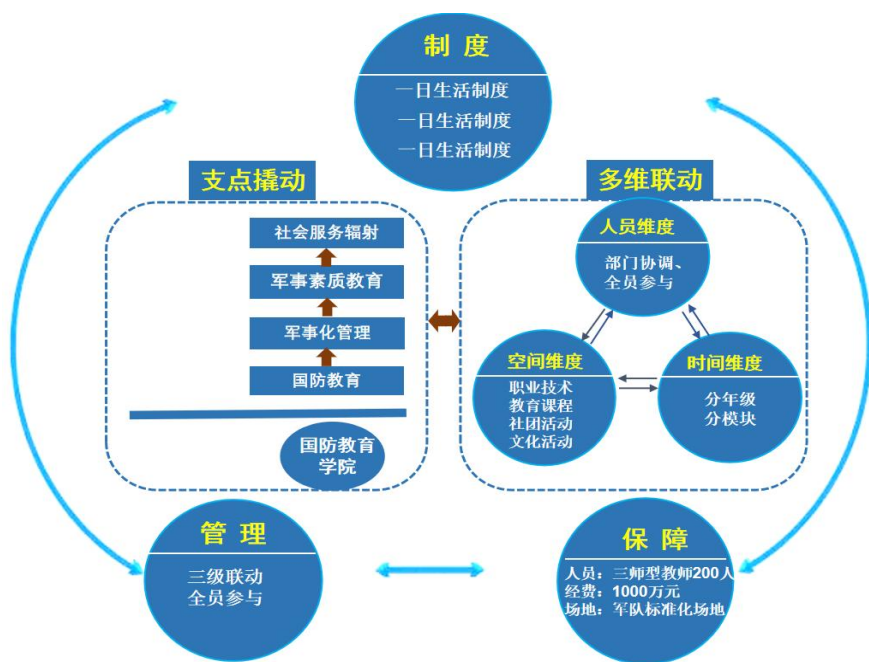 制 度
一日生活制度
一日生活制度
一日生活制度
支点撬动
社会服务辐射
军事素质教育
军事化管理
国防教育
国防教育
学院
多维联动
人员维度
部门协调、
全员参与
空间维度
职业技术
教育课程
社团活动
文化活动
时间维度
分年级
分模块
管 理
三级联动
全员参与
保 障
人员：三师型教师200人
经费：1000万元
场地：军队标准化场地